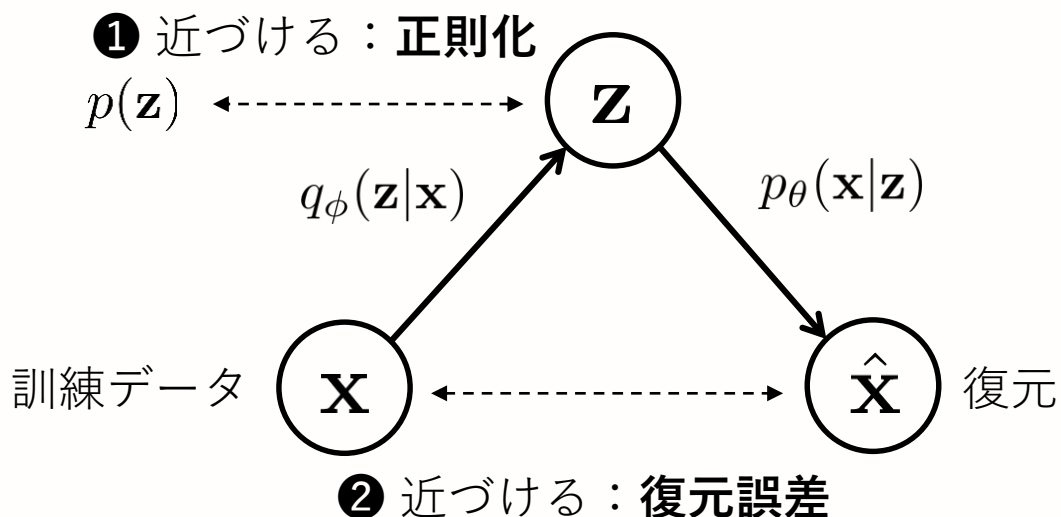 ❶ 近づける：正則化
p(z)
z
q_ϕ(z|x)
p_θ(x|z)
訓練データ
x
x̂
復元
❷ 近づける：復元誤差